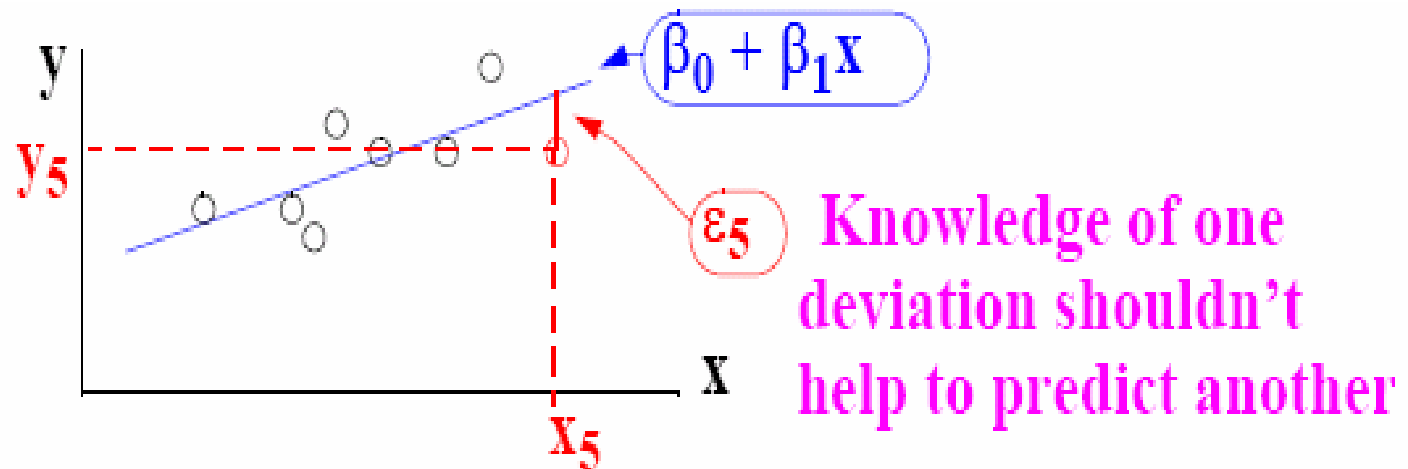 β₀ + β₁x
y
y₅
ε₅
Knowledge of one
deviation shouldn't
help to predict another
x
x₅